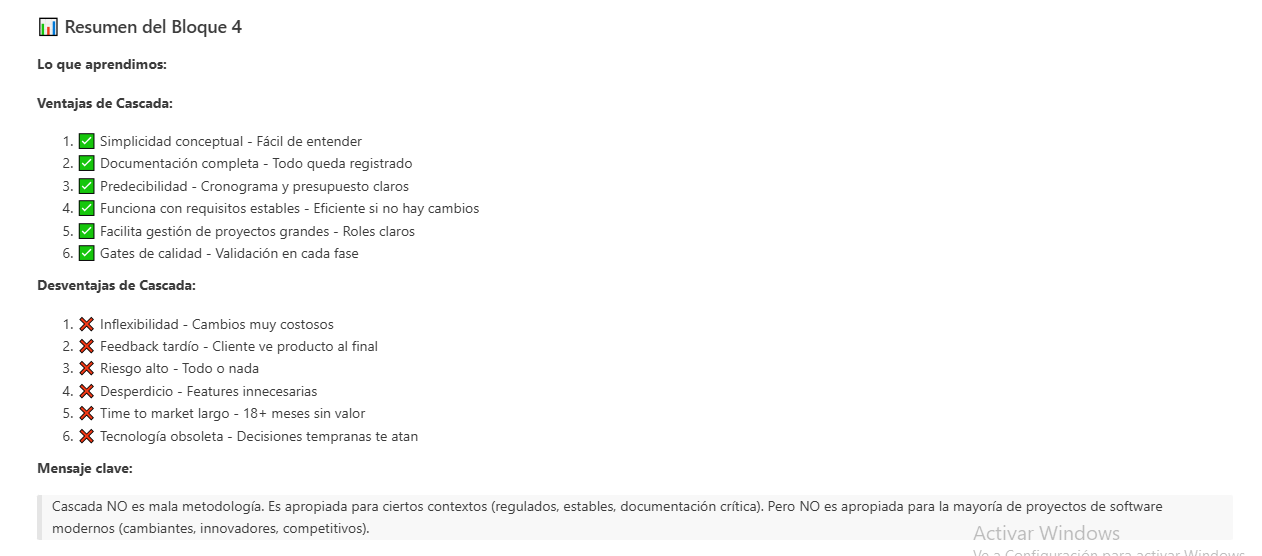 📊 Resumen del Bloque 4
Lo que aprendimos:
Ventajas de Cascada:
1. ✅ Simplicidad conceptual - Fácil de entender
2. ✅ Documentación completa - Todo queda registrado
3. ✅ Predecibilidad - Cronograma y presupuesto claros
4. ✅ Funciona con requisitos estables - Eficiente si no hay cambios
5. ✅ Facilita gestión de proyectos grandes - Roles claros
6. ✅ Gates de calidad - Validación en cada fase
Desventajas de Cascada:
1. ❌ Inflexibilidad - Cambios muy costosos
2. ❌ Feedback tardío - Cliente ve producto al final
3. ❌ Riesgo alto - Todo o nada
4. ❌ Desperdicio - Features innecesarias
5. ❌ Time to market largo - 18+ meses sin valor
6. ❌ Tecnología obsoleta - Decisiones tempranas te atan
Mensaje clave:
Cascada NO es mala metodología. Es apropiada para ciertos contextos (regulados, estables, documentación crítica). Pero NO es apropiada para la mayoría de proyectos de software
modernos (cambiantes, innovadores, competitivos).
Activar Windows
Ve a Configuración para activar Windows.